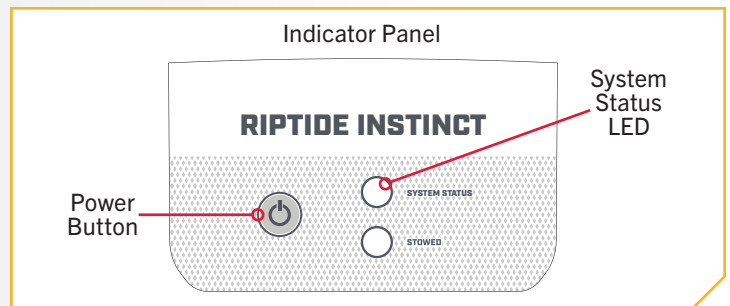 Indicator Panel
System
Status
LED
RIPTIDE INSTINCT
SYSTEM STATUS
Power
Button
STOWED